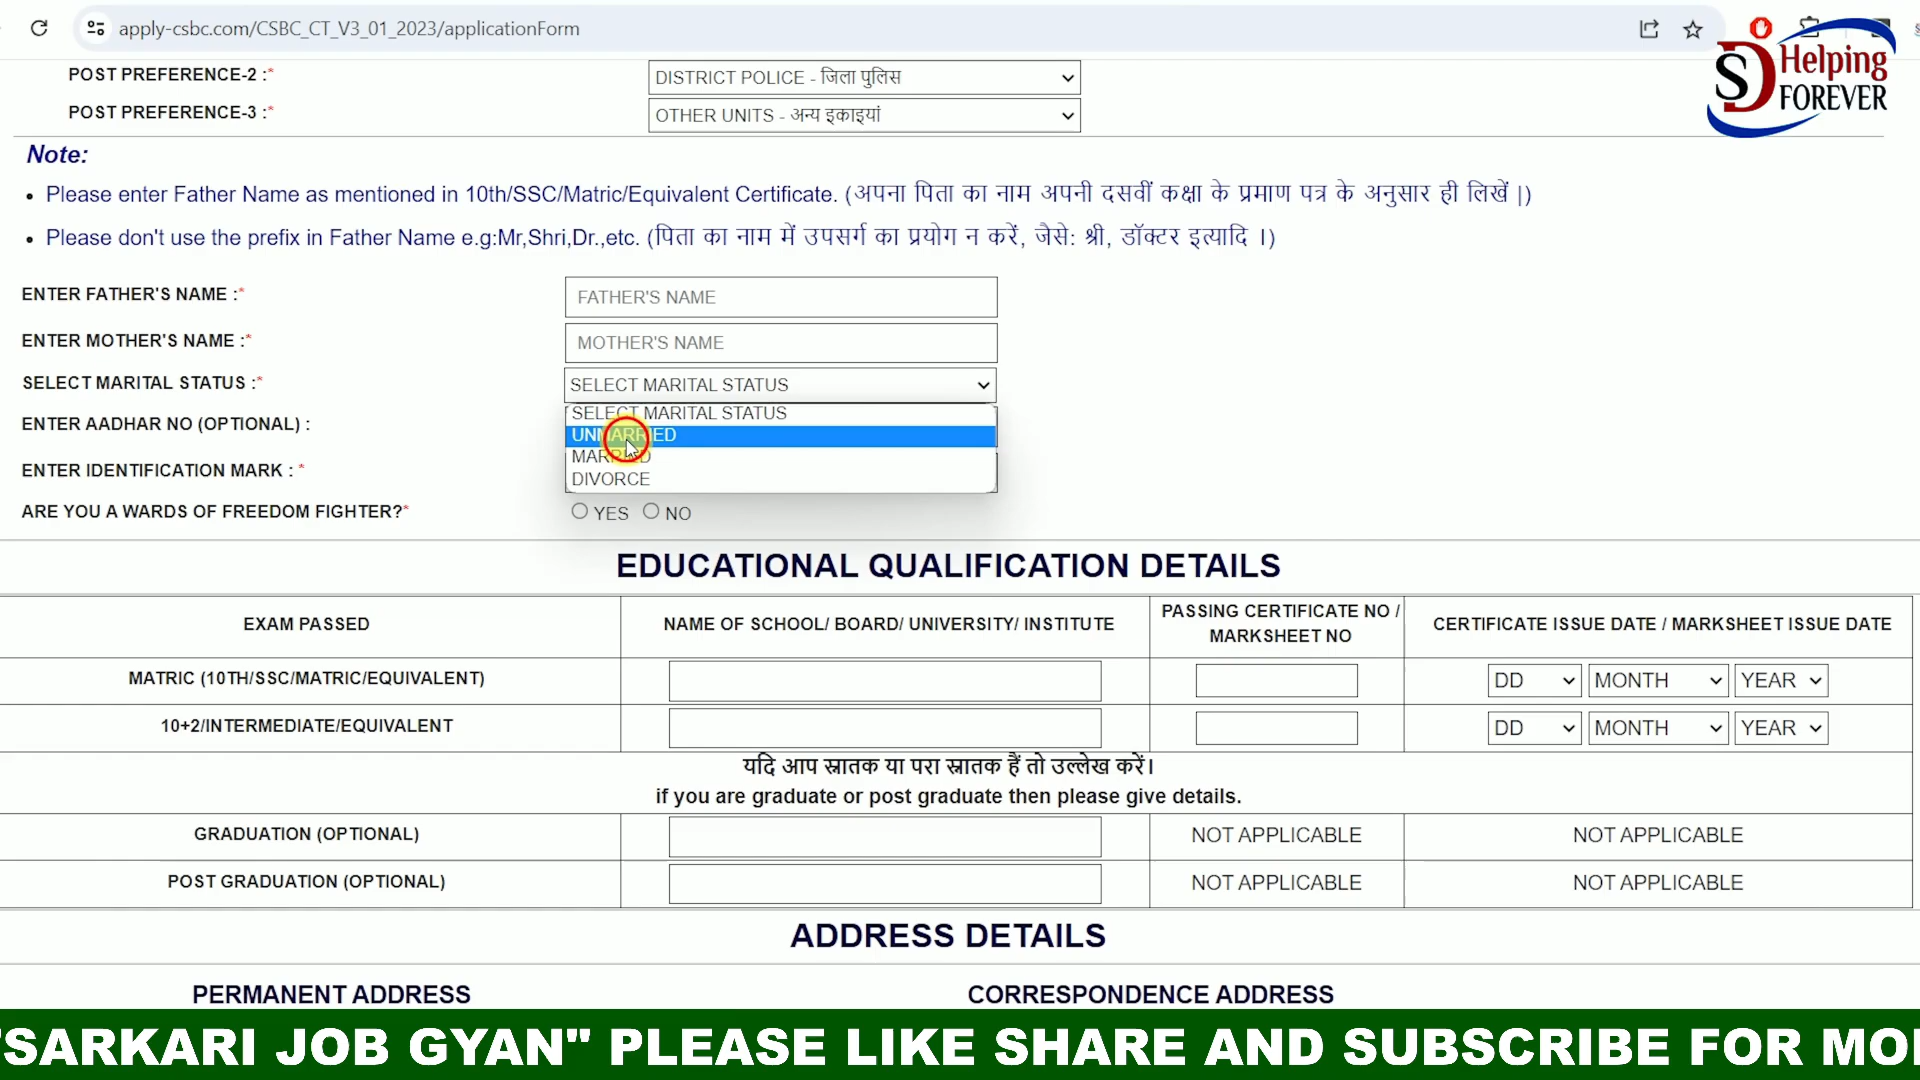 apply-csbc.com/CSBC_CT_V3_01_2023/applicationForm
SD Helping FOREVER
POST PREFERENCE-2 :* DISTRICT POLICE - जिला पुलिस
POST PREFERENCE-3 :* OTHER UNITS - अन्य इकाइयां
Note:
• Please enter Father Name as mentioned in 10th/SSC/Matric/Equivalent Certificate. (अपना पिता का नाम अपनी दसवीं कक्षा के प्रमाण पत्र के अनुसार ही लिखें |)
• Please don't use the prefix in Father Name e.g:Mr,Shri,Dr.,etc. (पिता का नाम में उपसर्ग का प्रयोग न करें, जैसे: श्री, डॉक्टर इत्यादि ।)
ENTER FATHER'S NAME :* FATHER'S NAME
ENTER MOTHER'S NAME :* MOTHER'S NAME
SELECT MARITAL STATUS :* SELECT MARITAL STATUS
SELECT MARITAL STATUS
ENTER AADHAR NO (OPTIONAL) :
UNMARRIED
MARRIED
ENTER IDENTIFICATION MARK : *
DIVORCE
ARE YOU A WARDS OF FREEDOM FIGHTER?* YES NO
EDUCATIONAL QUALIFICATION DETAILS
EXAM PASSED NAME OF SCHOOL/ BOARD/ UNIVERSITY/ INSTITUTE PASSING CERTIFICATE NO / MARKSHEET NO CERTIFICATE ISSUE DATE / MARKSHEET ISSUE DATE
MATRIC (10TH/SSC/MATRIC/EQUIVALENT) DD MONTH YEAR
10+2/INTERMEDIATE/EQUIVALENT DD MONTH YEAR
यदि आप स्नातक या परा स्नातक हैं तो उल्लेख करें।
if you are graduate or post graduate then please give details.
GRADUATION (OPTIONAL) NOT APPLICABLE NOT APPLICABLE
POST GRADUATION (OPTIONAL) NOT APPLICABLE NOT APPLICABLE
ADDRESS DETAILS
PERMANENT ADDRESS CORRESPONDENCE ADDRESS
"SARKARI JOB GYAN" PLEASE LIKE SHARE AND SUBSCRIBE FOR